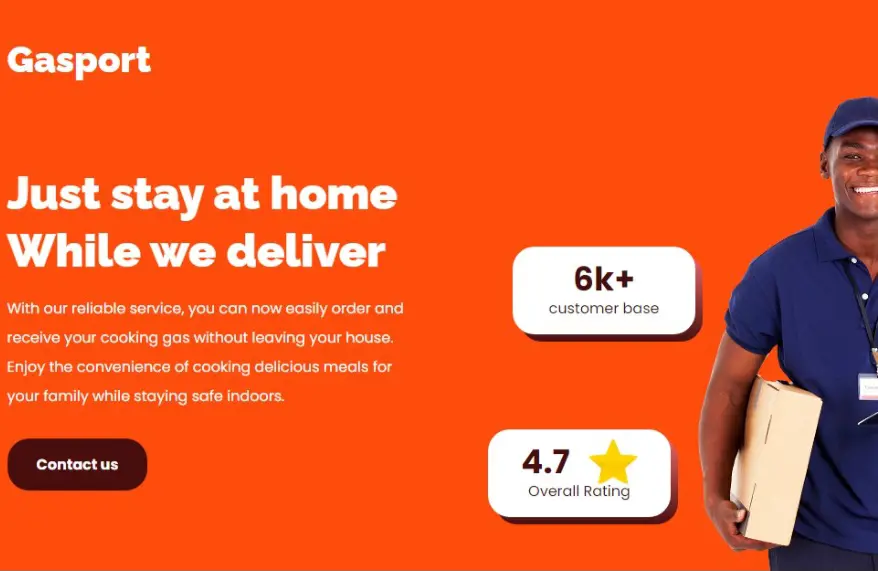 Gasport
Just stay at home
While we deliver
With our reliable service, you can now easily order and
receive your cooking gas without leaving your house.
Enjoy the convenience of cooking delicious meals for
your family while staying safe indoors.
Contact us
6k+
customer base
4.7
Overall Rating